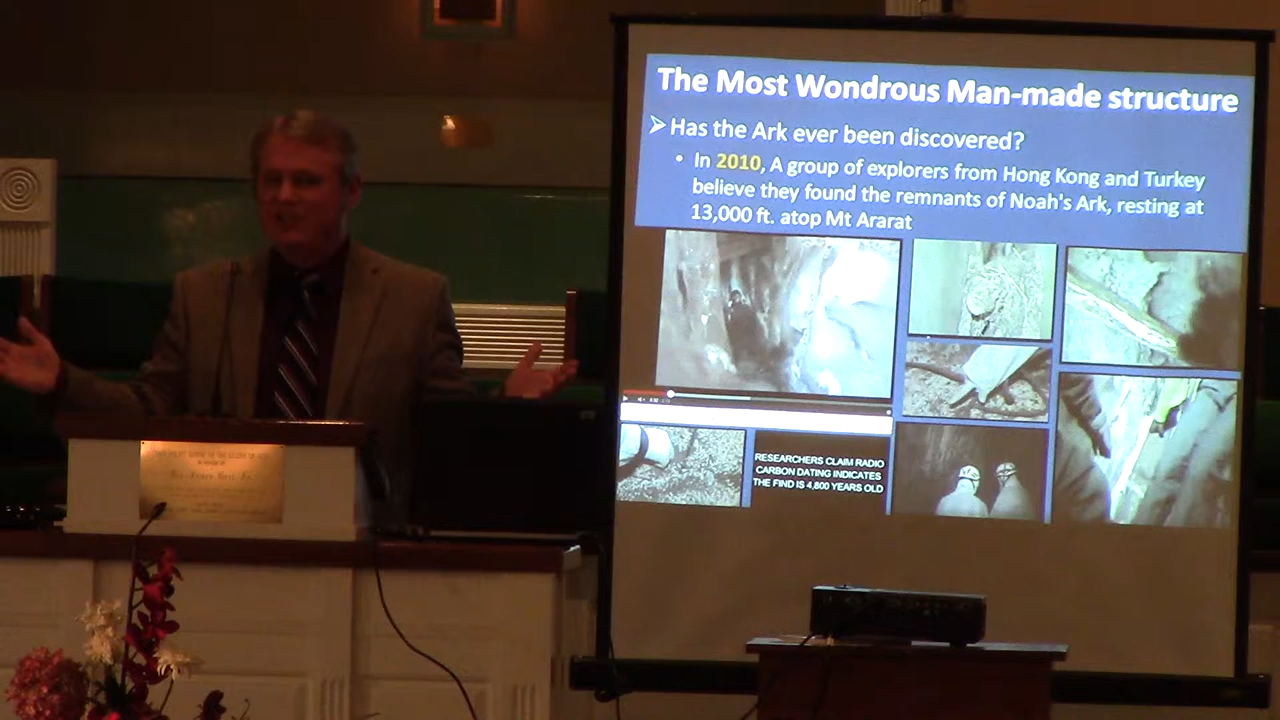 The Most Wondrous Man-made structure
➢ Has the Ark ever been discovered?
• In 2010, A group of explorers from Hong Kong and Turkey
believe they found the remnants of Noah's Ark, resting at
13,000 ft. atop Mt Ararat
RESEARCHERS CLAIM RADIO
CARBON DATING INDICATES
THE FIND IS 4,800 YEARS OLD